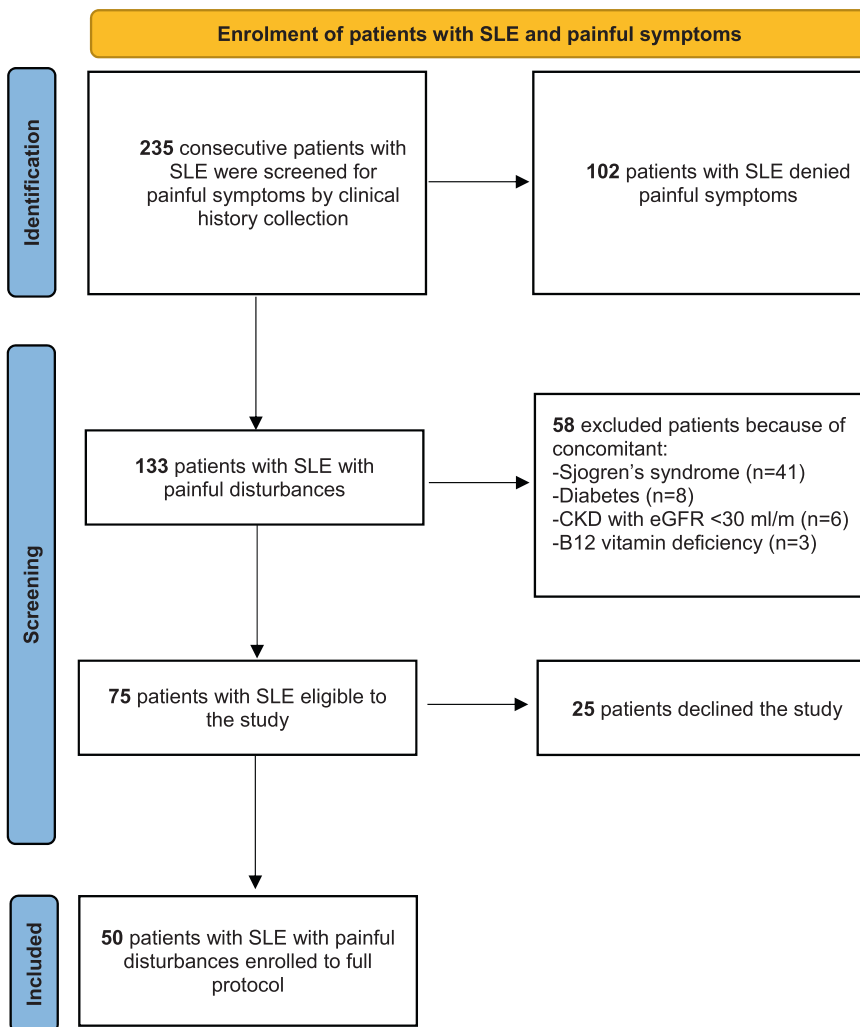 Enrolment of patients with SLE and painful symptoms
Identification
235 consecutive patients with
SLE were screened for
painful symptoms by clinical
history collection
102 patients with SLE denied
painful symptoms
Screening
133 patients with SLE with
painful disturbances
58 excluded patients because of
concomitant:
-Sjogren’s syndrome (n=41)
-Diabetes (n=8)
-CKD with eGFR <30 ml/m (n=6)
-B12 vitamin deficiency (n=3)
75 patients with SLE eligible to
the study
25 patients declined the study
Included
50 patients with SLE with painful
disturbances enrolled to full
protocol